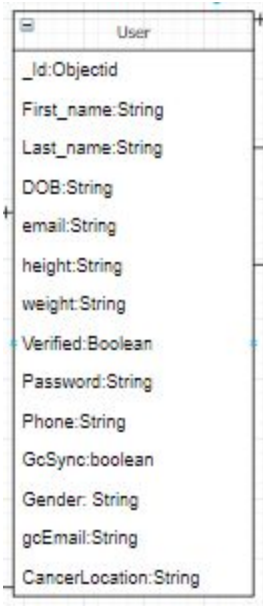 User
_Id:Objectid
First_name:String
Last_name:String
DOB:String
email:String
height:String
weight:String
Verified:Boolean
Password:String
Phone:String
GcSync:boolean
Gender: String
gcEmail:String
CancerLocation:String